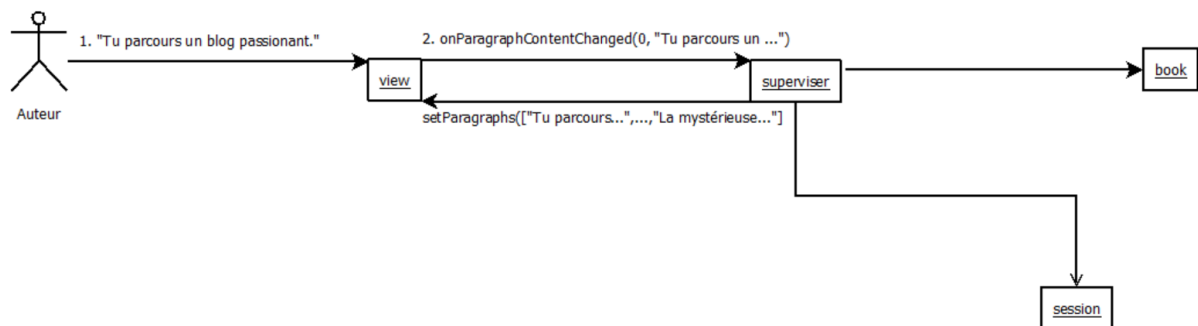 1. "Tu parcours un blog passionant."
2. onParagraphContentChanged(0, "Tu parcours un ...")
view
superviser
book
Auteur
setParagraphs(["Tu parcours...",...,"La mystérieuse..."]
session